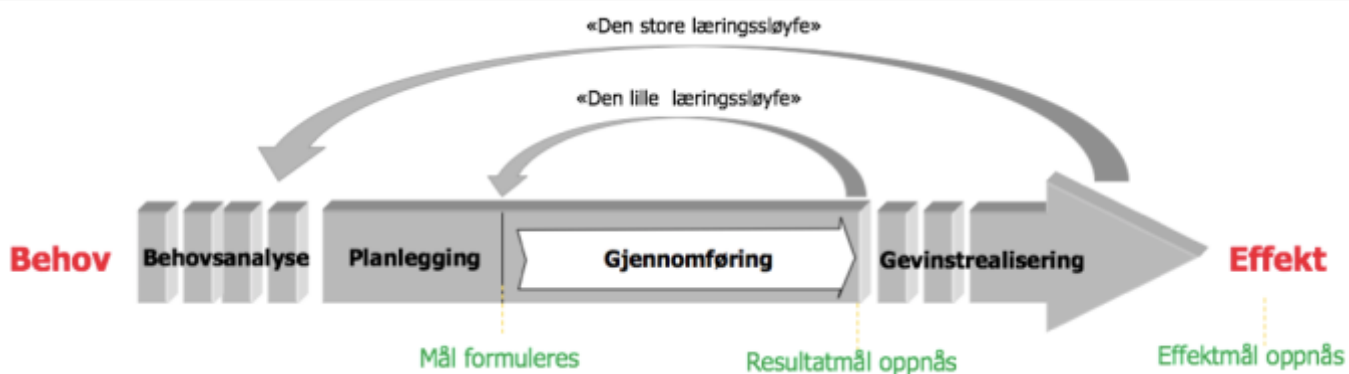 «Den store læringssløyfe»
«Den lille læringssløyfe»
Behov
Behovsanalyse
Planlegging
Gjennomføring
Gevinstrealisering
Effekt
Mål formuleres
Resultatmål oppnås
Effektmål oppnås